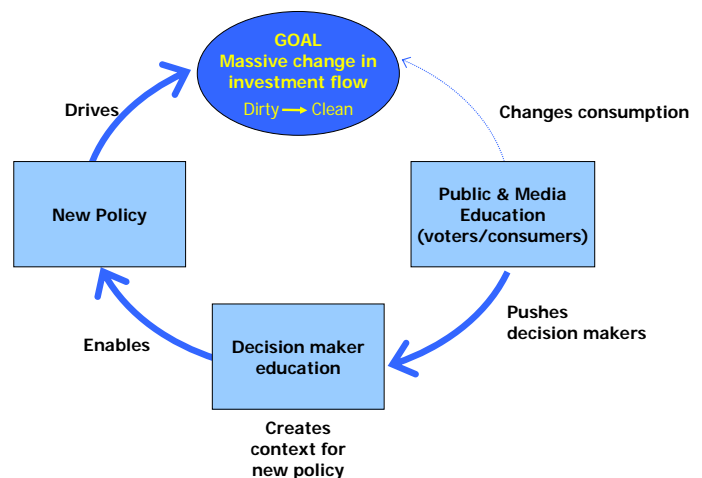 GOAL
Massive change in
investment flow
Dirty → Clean
Drives
Changes consumption
New Policy
Public & Media
Education
(voters/consumers)
Enables
Decision maker
education
Pushes
decision makers
Creates
context for
new policy